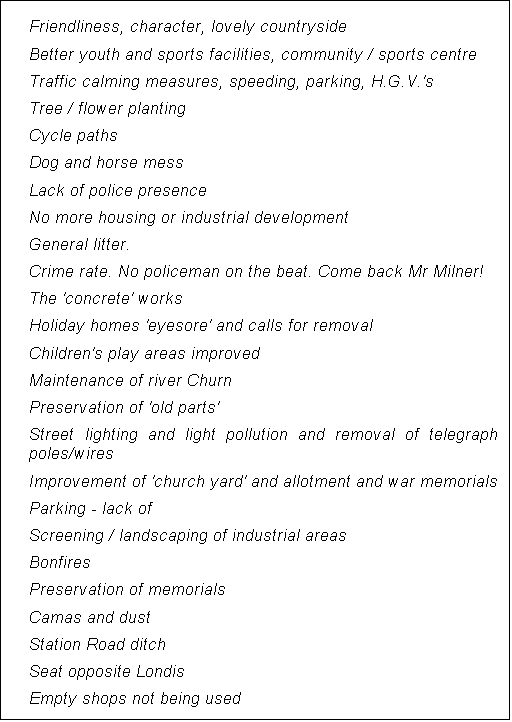 Friendliness, character, lovely countryside
Better youth and sports facilities, community / sports centre
Traffic calming measures, speeding, parking, H.G.V.'s
Tree / flower planting
Cycle paths
Dog and horse mess
Lack of police presence
No more housing or industrial development
General litter.
Crime rate. No policeman on the beat. Come back Mr Milner!
The 'concrete' works
Holiday homes 'eyesore' and calls for removal
Children's play areas improved
Maintenance of river Churn
Preservation of 'old parts'
Street lighting and light pollution and removal of telegraph
poles/wires
Improvement of 'church yard' and allotment and war memorials
Parking - lack of
Screening / landscaping of industrial areas
Bonfires
Preservation of memorials
Camas and dust
Station Road ditch
Seat opposite Londis
Empty shops not being used